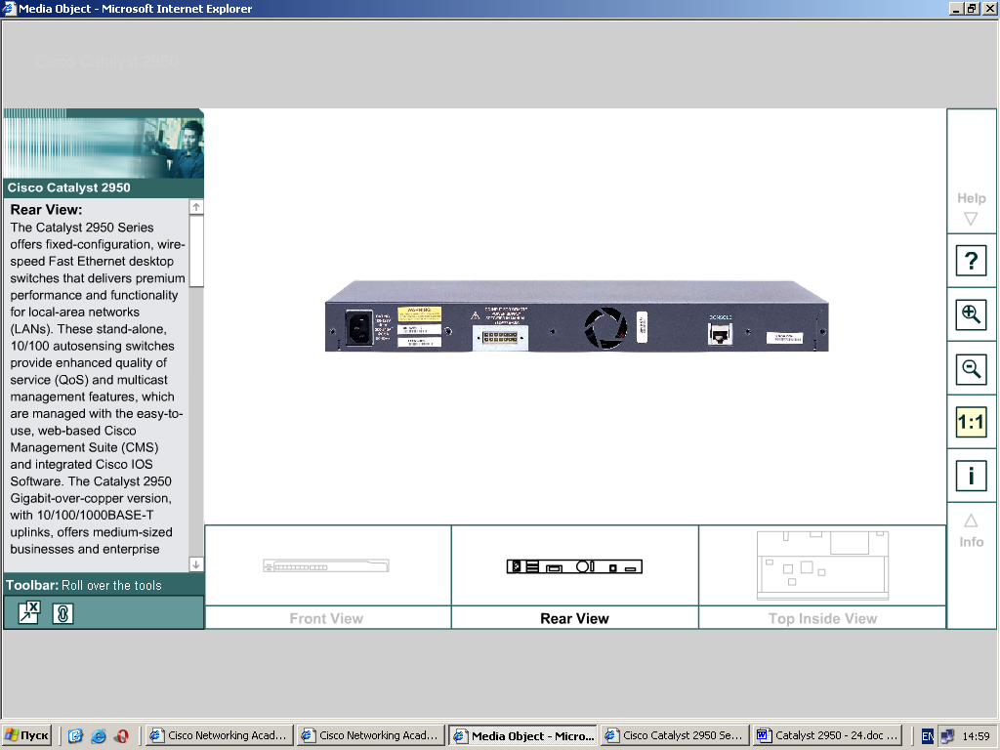 Media Object - Microsoft Internet Explorer
Cisco Catalyst 2950
Cisco Catalyst 2950
Rear View:
The Catalyst 2950 Series
offers fixed-configuration, wire-
speed Fast Ethernet desktop
switches that delivers premium
performance and functionality
for local-area networks
(LANs). These stand-alone,
10/100 autosensing switches
provide enhanced quality of
service (QoS) and multicast
management features, which
are managed with the easy-to-
use, web-based Cisco
Management Suite (CMS)
and integrated Cisco IOS
Software. The Catalyst 2950
Gigabit-over-copper version,
with 10/100/1000BASE-T
uplinks, offers medium-sized
businesses and enterprise
Toolbar: Roll over the tools
WARNING
CONSOLE
Help
?
1:1
i
Info
Front View
Rear View
Top Inside View
Пуск
Cisco Networking Acad...
Cisco Networking Acad...
Media Object - Micro...
Cisco Catalyst 2950 Se...
Catalyst 2950 - 24.doc ...
EN
14:59